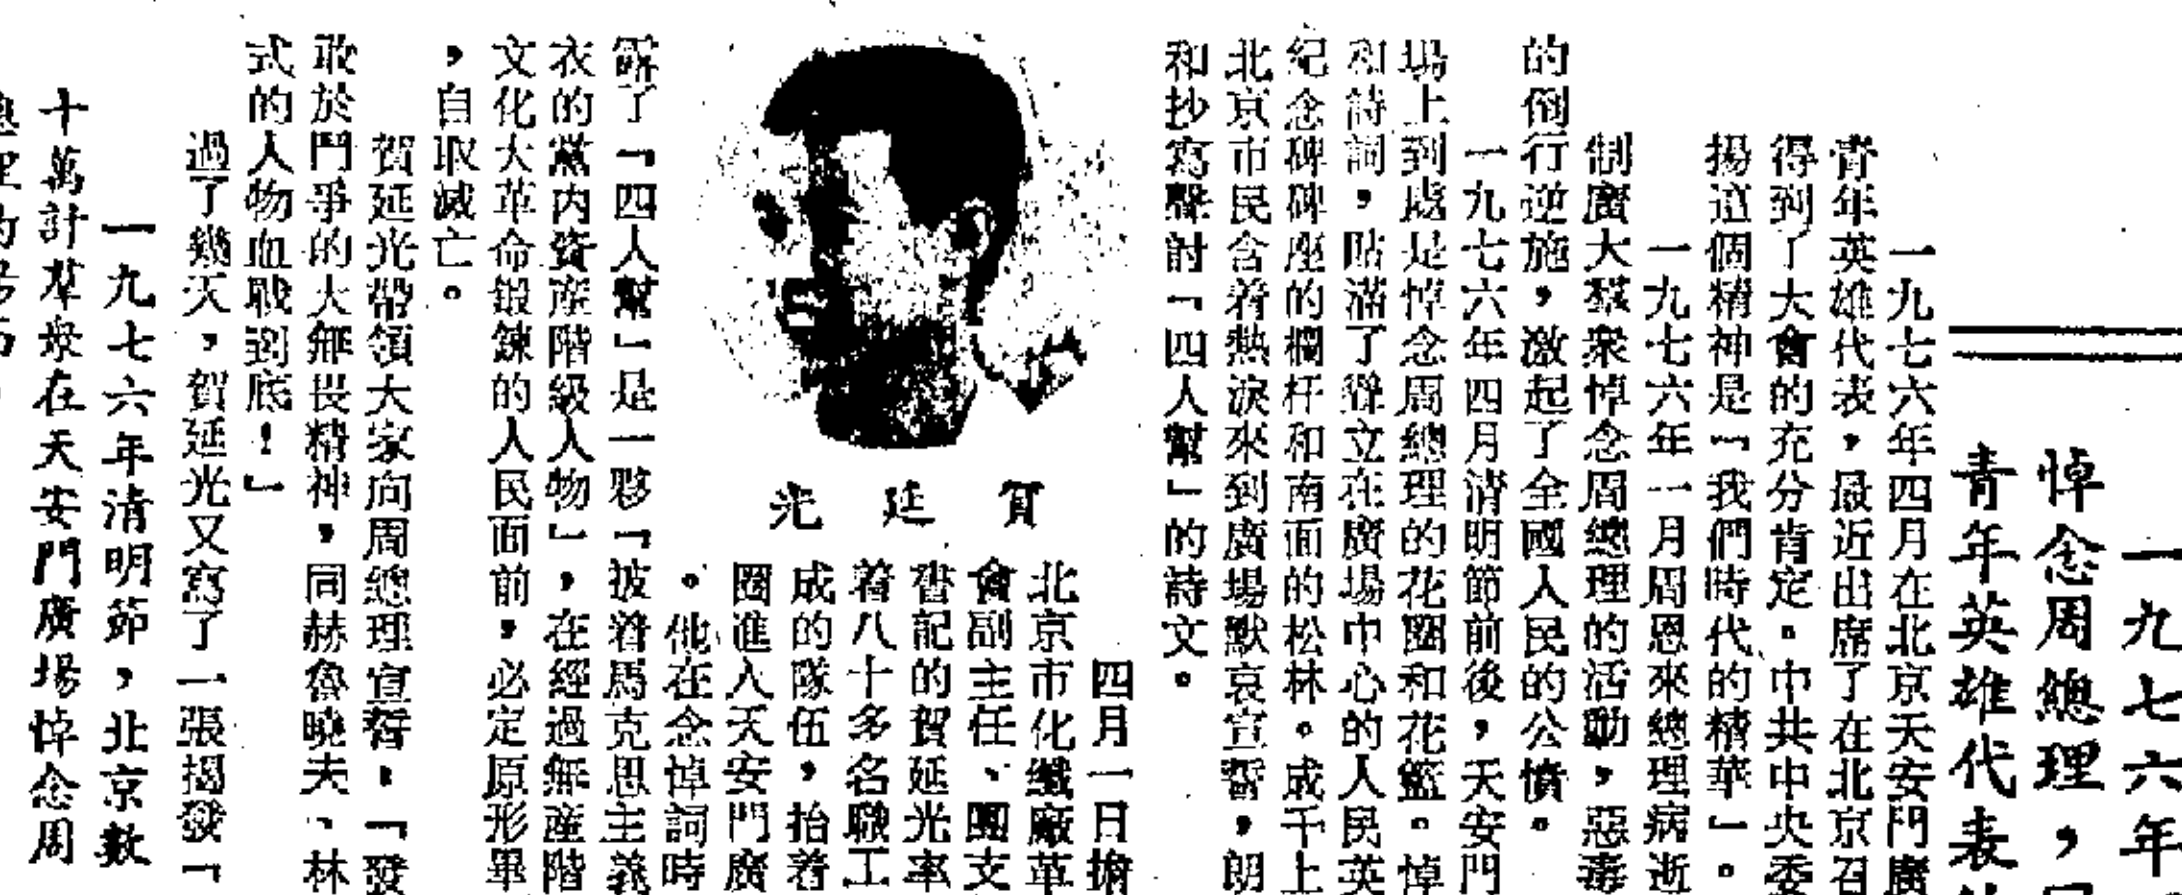 一九七六年
悼念周總理，
青年英雄代表
一九七六年四月在北京天安門廣
青年英雄代表，最近出席了在北京召
得到了大會的充分肯定。中共中央委
揚這個精神是「我們時代的精華」。
一九七六年一月周恩來總理病逝
制廣大羣衆悼念周總理的活動，惡毒
的倒行逆施，激起了全國人民的公憤。
一九七六年四月清明節前後，天安門
場上到處是悼念周總理的花圈和花籃。悼
和詩詞，貼滿了聳立在廣場中心的人民英
紀念碑碑座的欄杆和南面的松林。成千上
北京市民含着熱淚來到廣場默哀宣誓，朗
和抄寫聲討「四人幫」的詩文。
賀延光
四月一日擔
北京市化纖廠革
會副主任、團支
書記的賀延光率
着八十多名職工
成的隊伍，抬着
圈進入天安門廣
。他在念悼詞時
了「四人幫」是一夥「披着馬克思主義
衣的黨内資産階級人物」，在經過無産階
文化大革命鍛鍊的人民面前，必定原形畢
，自取滅亡。
賀延光帶領大家向周總理宣誓：「發
敢於鬥爭的大無畏精神，同赫魯曉夫、林
式的人物血戰到底！」
過了幾天，賀延光又寫了一張揭發「
一九七六年清明節，北京數
十萬計羣衆在天安門廣場悼念周